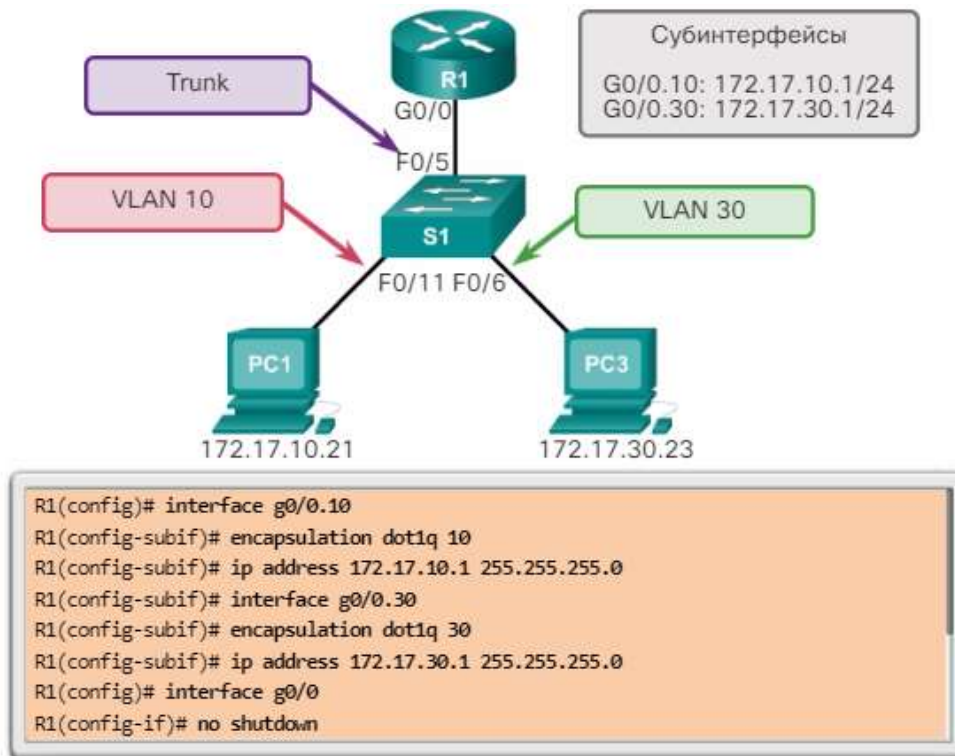 Субинтерфейсы
G0/0.10: 172.17.10.1/24
G0/0.30: 172.17.30.1/24
Trunk
R1
G0/0
F0/5
VLAN 10
VLAN 30
S1
F0/11 F0/6
PC1
PC3
172.17.10.21
172.17.30.23
R1(config)# interface g0/0.10
R1(config-subif)# encapsulation dot1q 10
R1(config-subif)# ip address 172.17.10.1 255.255.255.0
R1(config-subif)# interface g0/0.30
R1(config-subif)# encapsulation dot1q 30
R1(config-subif)# ip address 172.17.30.1 255.255.255.0
R1(config)# interface g0/0
R1(config-if)# no shutdown